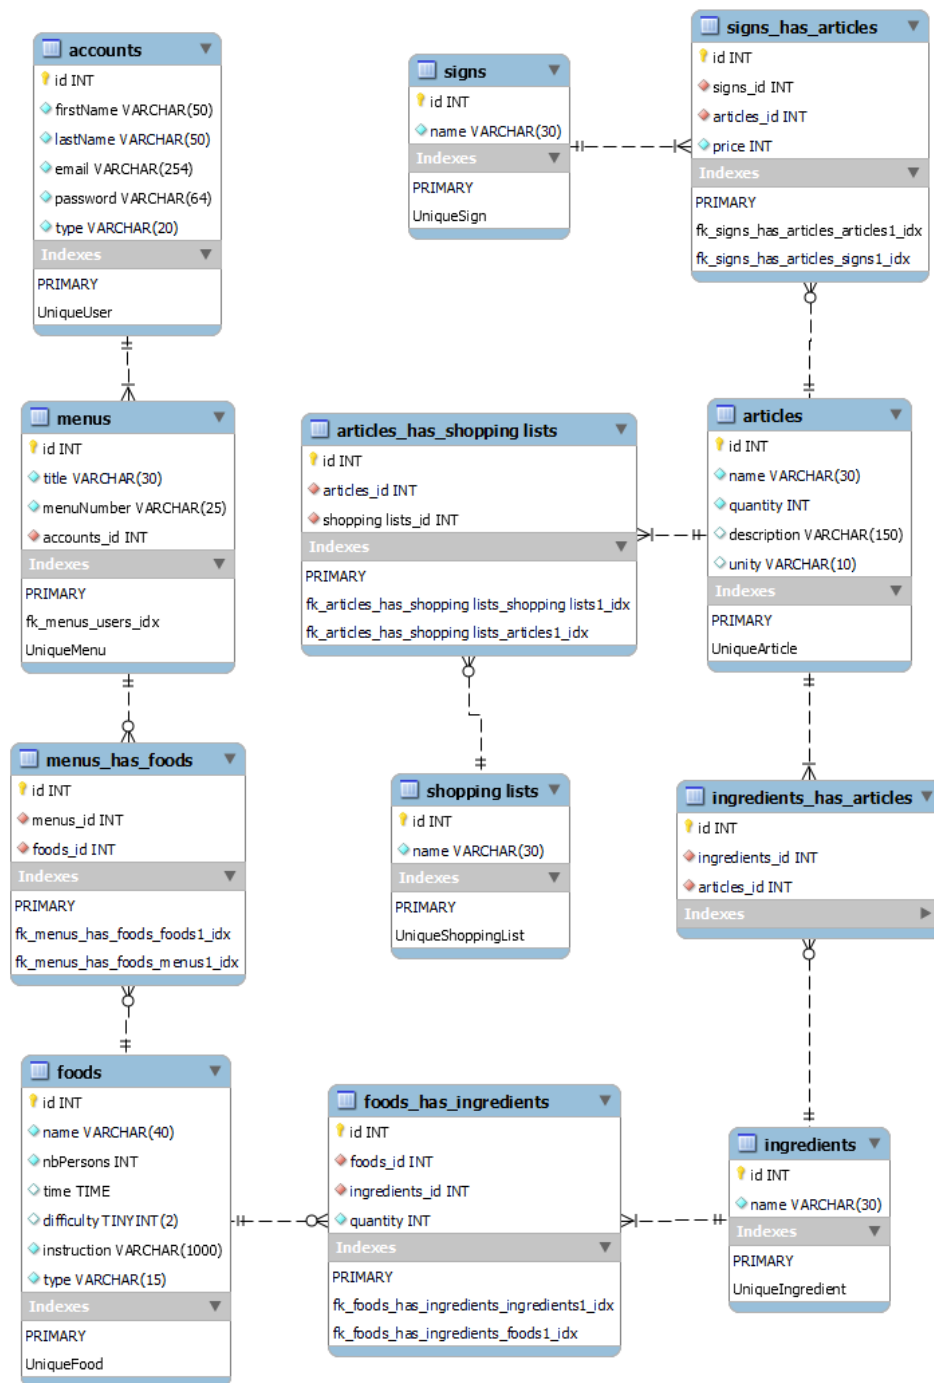 accounts
id INT
firstName VARCHAR(50)
lastName VARCHAR(50)
email VARCHAR(254)
password VARCHAR(64)
type VARCHAR(20)
Indexes
PRIMARY
UniqueUser
signs
id INT
name VARCHAR(30)
Indexes
PRIMARY
UniqueSign
signs_has_articles
id INT
signs_id INT
articles_id INT
price INT
Indexes
PRIMARY
fk_signs_has_articles_articles1_idx
fk_signs_has_articles_signs1_idx
menus
id INT
title VARCHAR(30)
menuNumber VARCHAR(25)
accounts_id INT
Indexes
PRIMARY
fk_menus_users_idx
UniqueMenu
articles_has_shopping lists
id INT
articles_id INT
shopping lists_id INT
Indexes
PRIMARY
fk_articles_has_shopping lists_shopping lists1_idx
fk_articles_has_shopping lists_articles1_idx
articles
id INT
name VARCHAR(30)
quantity INT
description VARCHAR(150)
unity VARCHAR(10)
Indexes
PRIMARY
UniqueArticle
menus_has_foods
id INT
menus_id INT
foods_id INT
Indexes
PRIMARY
fk_menus_has_foods_foods1_idx
fk_menus_has_foods_menus1_idx
shopping lists
id INT
name VARCHAR(30)
Indexes
PRIMARY
UniqueShoppingList
ingredients_has_articles
id INT
ingredients_id INT
articles_id INT
Indexes
foods
id INT
name VARCHAR(40)
nbPersons INT
time TIME
difficulty TINYINT(2)
instruction VARCHAR(1000)
type VARCHAR(15)
Indexes
PRIMARY
UniqueFood
foods_has_ingredients
id INT
foods_id INT
ingredients_id INT
quantity INT
Indexes
PRIMARY
fk_foods_has_ingredients_ingredients1_idx
fk_foods_has_ingredients_foods1_idx
ingredients
id INT
name VARCHAR(30)
Indexes
PRIMARY
UniqueIngredient